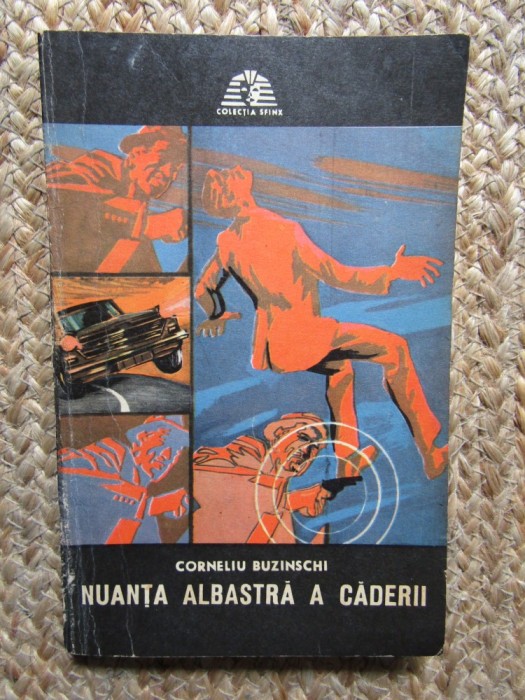 COLECȚIA SFINX
CORNELIU BUZINSCHI
NUANȚA ALBASTRĂ A CĂDERII